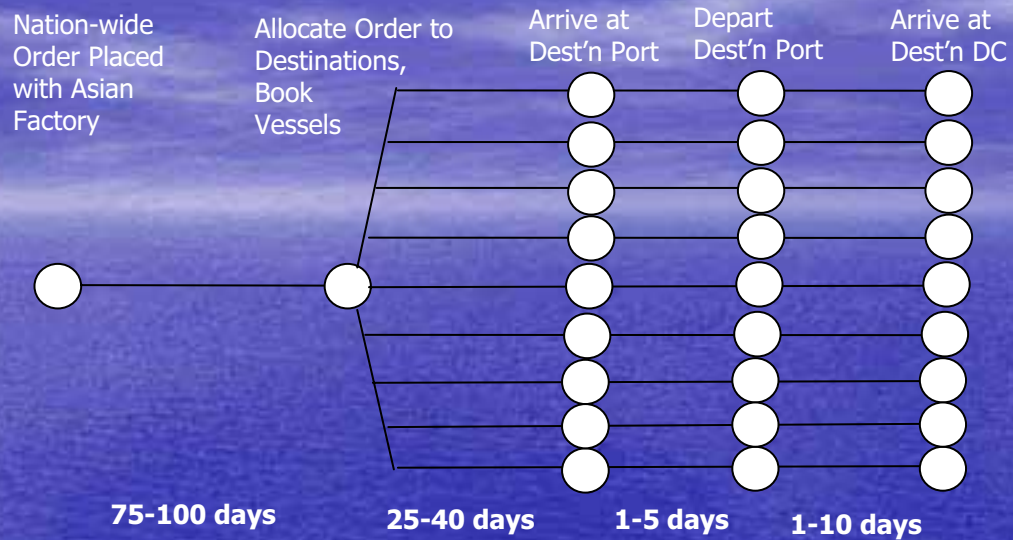 Nation-wide
Order Placed
with Asian
Factory
Allocate Order to
Destinations,
Book
Vessels
Arrive at
Dest'n Port
Depart
Dest'n Port
Arrive at
Dest'n DC
75-100 days
25-40 days
1-5 days
1-10 days